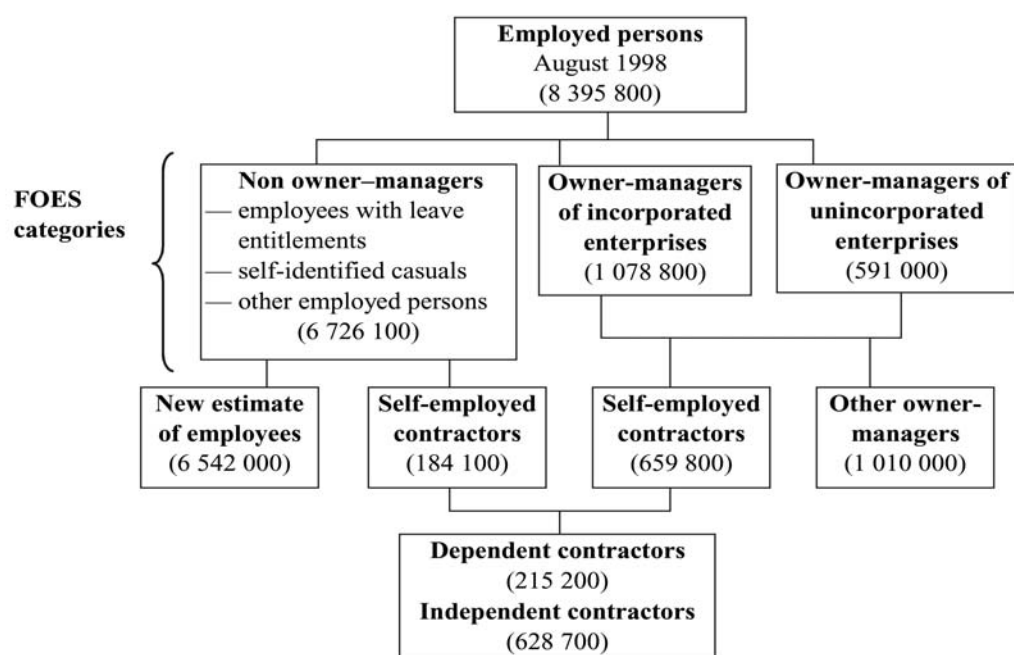 Employed persons
August 1998
(8 395 800)
FOES
categories
Non owner–managers
— employees with leave
entitlements
— self-identified casuals
— other employed persons
(6 726 100)
Owner-managers
of incorporated
enterprises
(1 078 800)
Owner-managers of
unincorporated
enterprises
(591 000)
New estimate
of employees
(6 542 000)
Self-employed
contractors
(184 100)
Self-employed
contractors
(659 800)
Other owner-
managers
(1 010 000)
Dependent contractors
(215 200)
Independent contractors
(628 700)